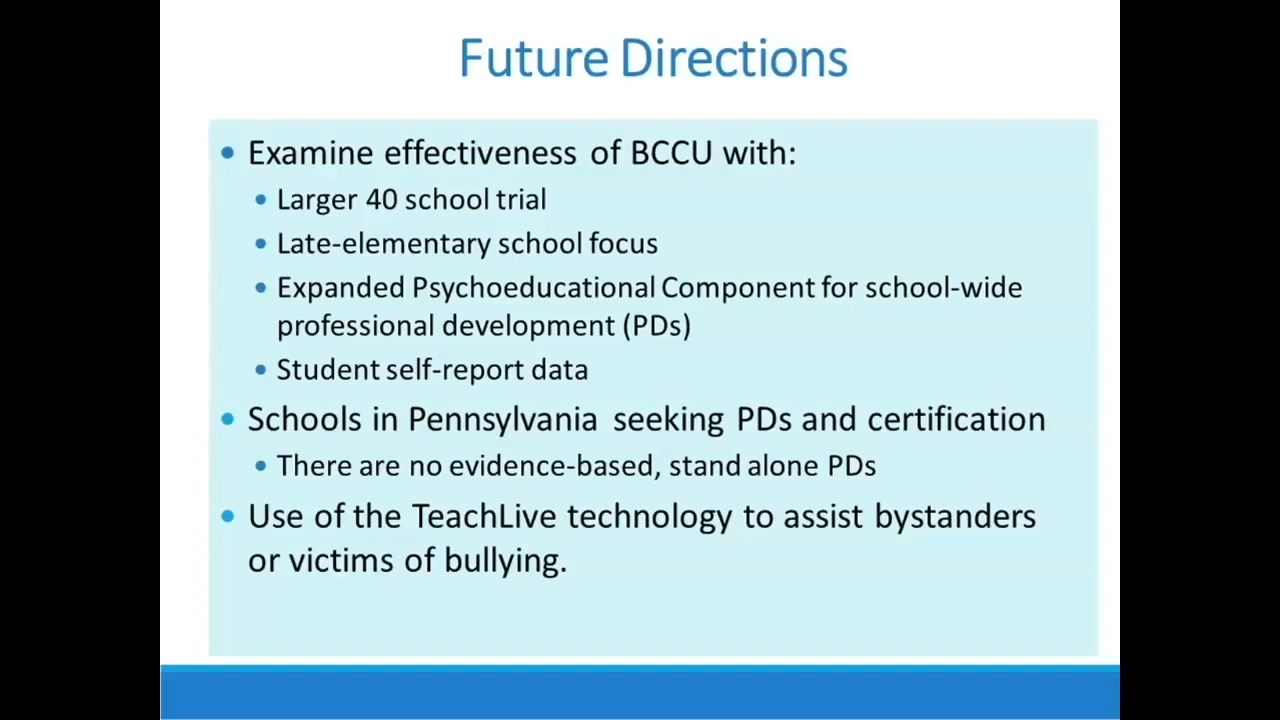 Future Directions
• Examine effectiveness of BCCU with:
• Larger 40 school trial
• Late-elementary school focus
• Expanded Psychoeducational Component for school-wide
professional development (PDs)
• Student self-report data
• Schools in Pennsylvania seeking PDs and certification
• There are no evidence-based, stand alone PDs
• Use of the TeachLive technology to assist bystanders
or victims of bullying.